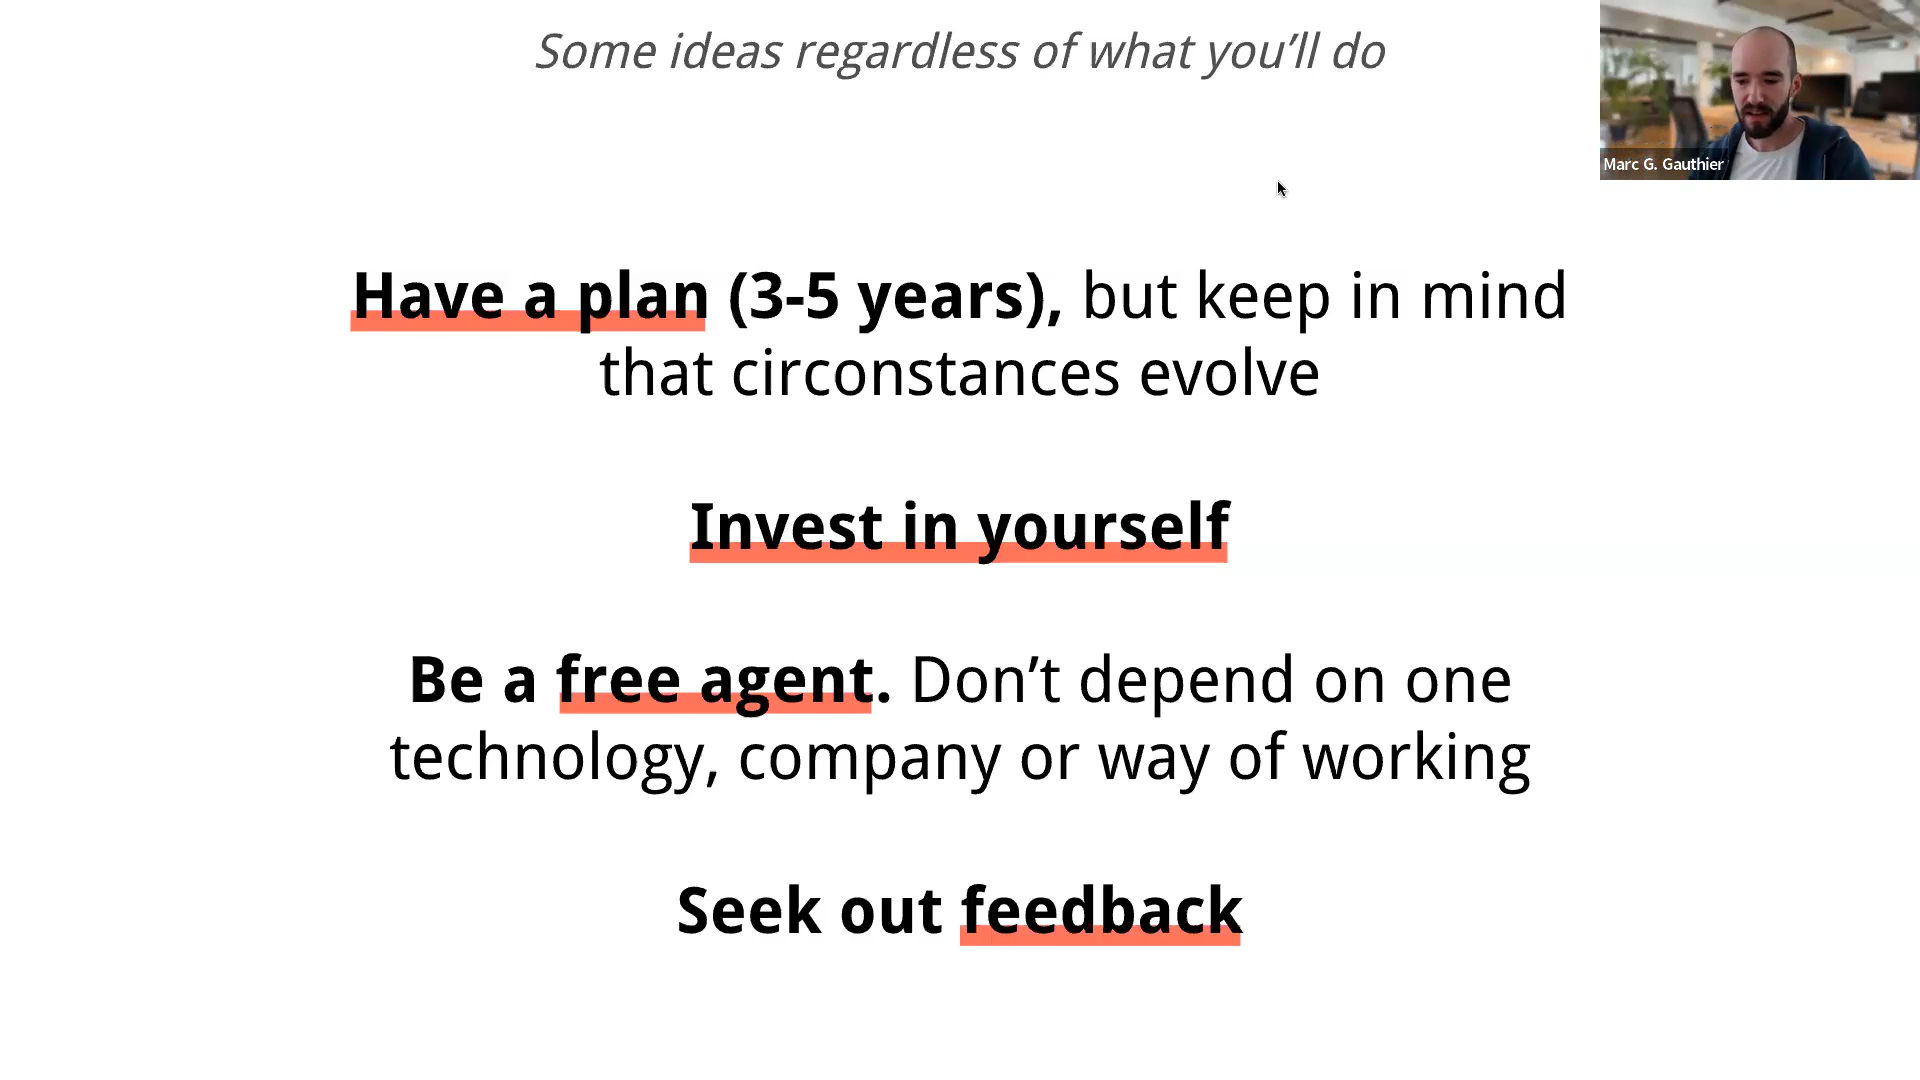 Some ideas regardless of what you’ll do
Marc G. Gauthier
Have a plan (3-5 years), but keep in mind
that circonstances evolve
Invest in yourself
Be a free agent. Don’t depend on one
technology, company or way of working
Seek out feedback